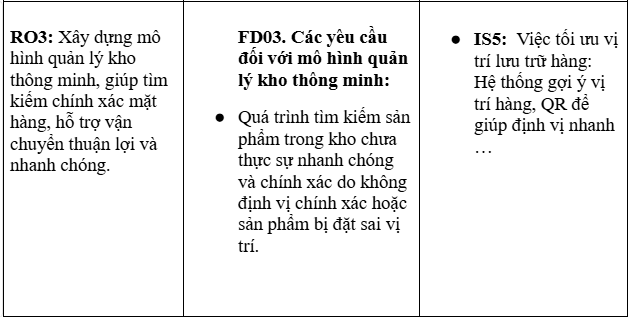 RO3: Xây dựng mô
hình quản lý kho
thông minh, giúp tìm
kiếm chính xác mặt
hàng, hỗ trợ vận
chuyển thuận lợi và
nhanh chóng.
FD03. Các yêu cầu
đối với mô hình quản
lý kho thông minh:
● Quá trình tìm kiếm sản
phẩm trong kho chưa
thực sự nhanh chóng
và chính xác do không
định vị chính xác hoặc
sản phẩm bị đặt sai vị
trí.
● IS5: Việc tối ưu vị
trí lưu trữ hàng:
Hệ thống gợi ý vị
trí hàng, QR để
giúp định vị nhanh
…